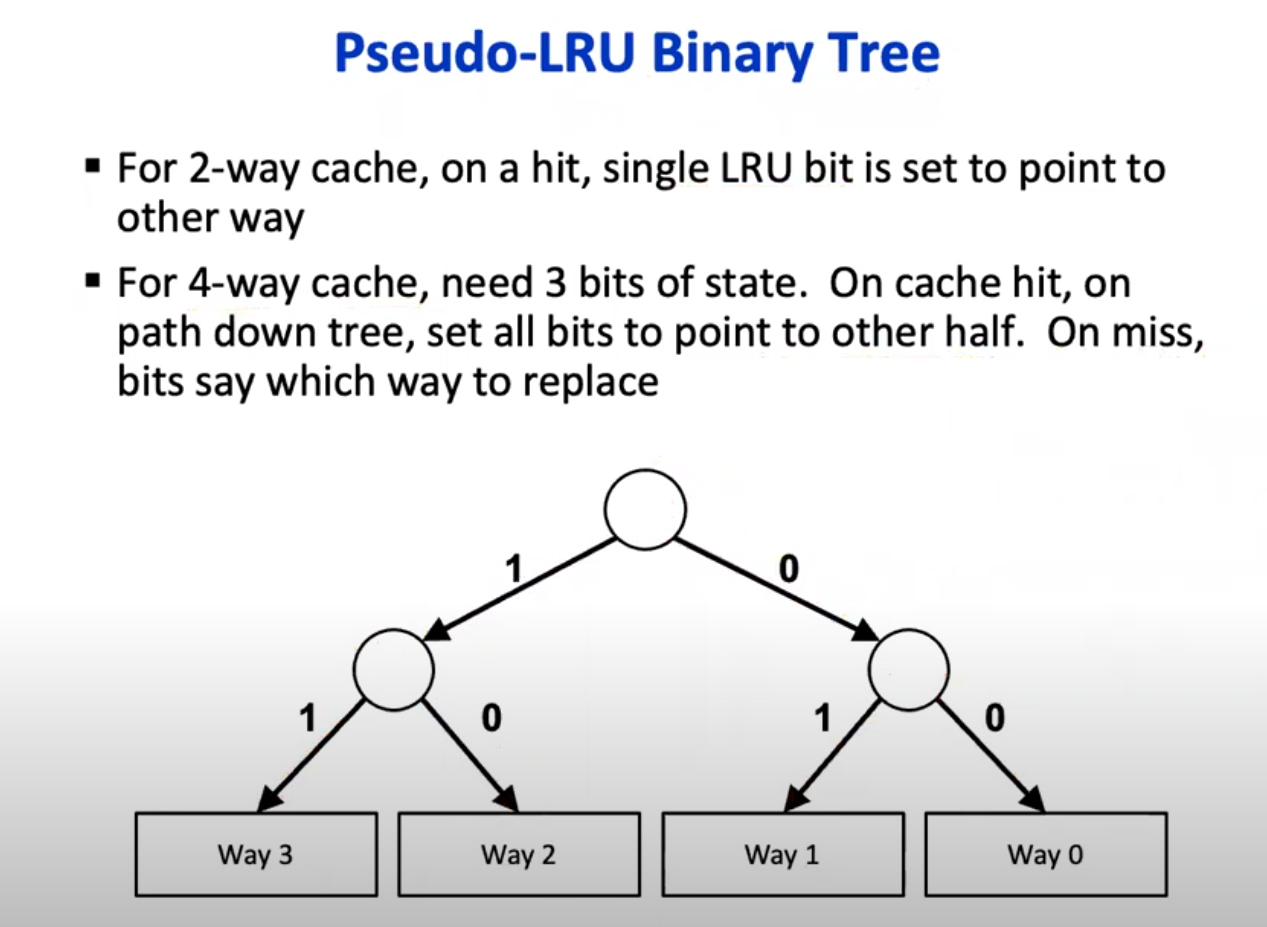 Pseudo-LRU Binary Tree
▪ For 2-way cache, on a hit, single LRU bit is set to point to
other way
▪ For 4-way cache, need 3 bits of state.  On cache hit, on
path down tree, set all bits to point to other half.  On miss,
bits say which way to replace
1 0
1 0 1 0
Way 3 Way 2 Way 1 Way 0